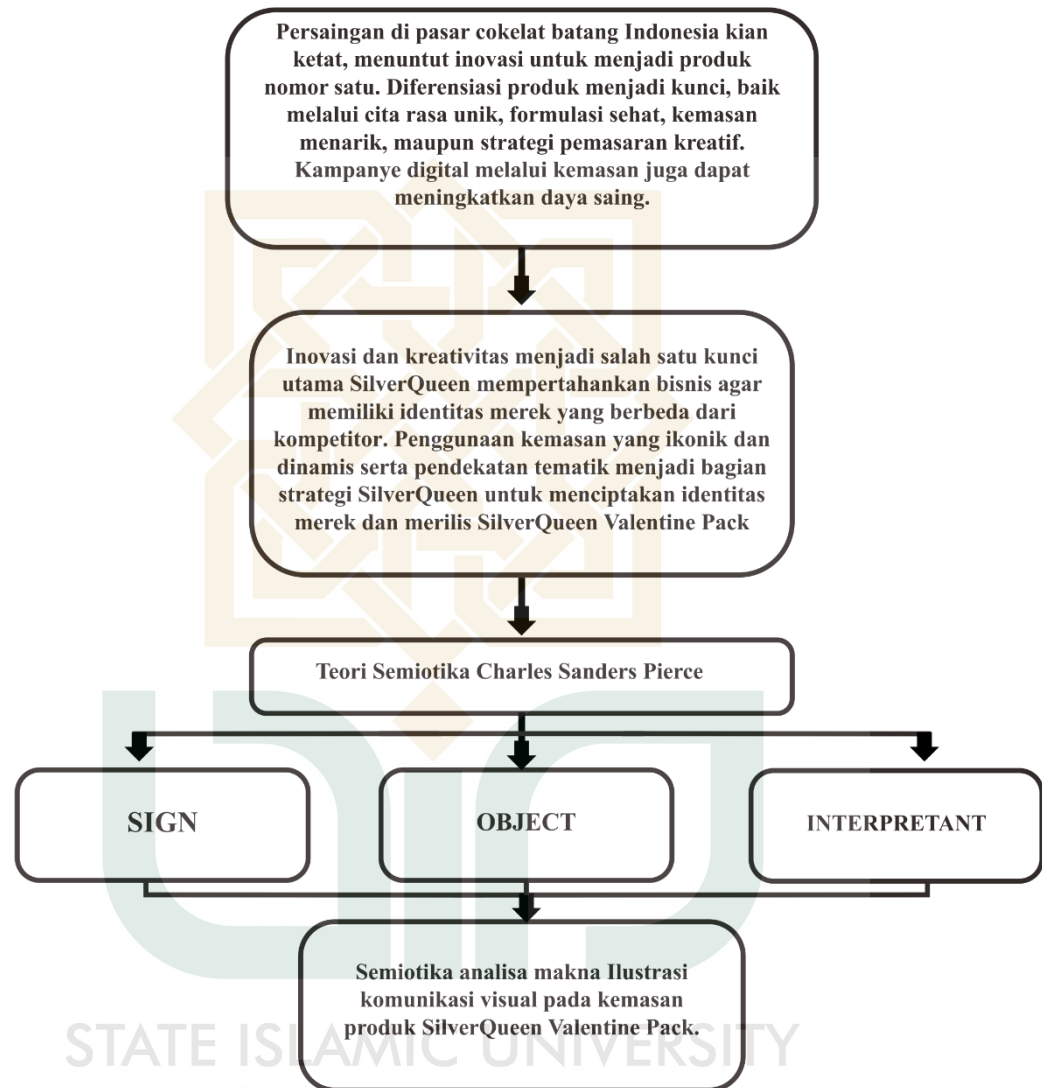 Persaingan di pasar cokelat batang Indonesia kian
ketat, menuntut inovasi untuk menjadi produk
nomor satu. Diferensiasi produk menjadi kunci, baik
melalui cita rasa unik, formulasi sehat, kemasan
menarik, maupun strategi pemasaran kreatif.
Kampanye digital melalui kemasan juga dapat
meningkatkan daya saing.
Inovasi dan kreativitas menjadi salah satu kunci
utama SilverQueen mempertahankan bisnis agar
memiliki identitas merek yang berbeda dari
kompetitor. Penggunaan kemasan yang ikonik dan
dinamis serta pendekatan tematik menjadi bagian
strategi SilverQueen untuk menciptakan identitas
merek dan merilis SilverQueen Valentine Pack
Teori Semiotika Charles Sanders Pierce
SIGN
OBJECT
INTERPRETANT
Semiotika analisa makna Ilustrasi
komunikasi visual pada kemasan
produk SilverQueen Valentine Pack.
STATE ISLAMIC UNIVERSITY